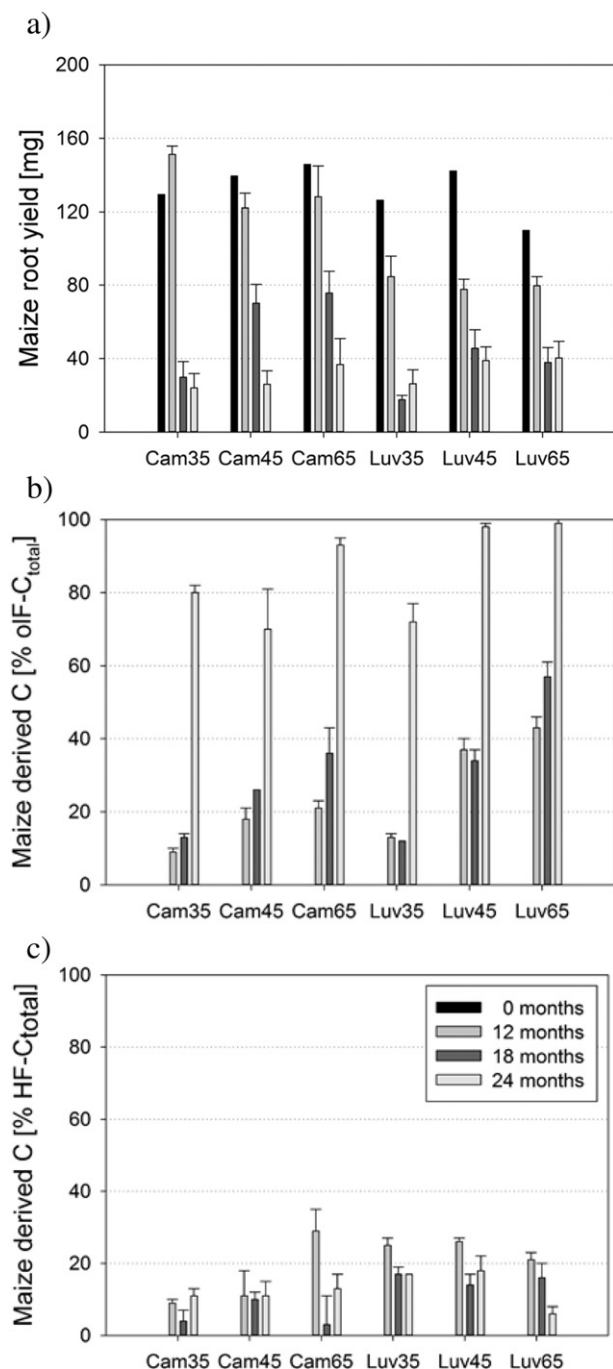 a)
200
160
120
80
40
0
Maize root yield [mg]
Cam35 Cam45 Cam65 Luv35 Luv45 Luv65
b)
100
80
60
40
20
0
Maize derived C [% oIF-Ctotal]
Cam35 Cam45 Cam65 Luv35 Luv45 Luv65
c)
100
80
60
40
20
0
Maize derived C [% HF-Ctotal]
0 months
12 months
18 months
24 months
Cam35 Cam45 Cam65 Luv35 Luv45 Luv65